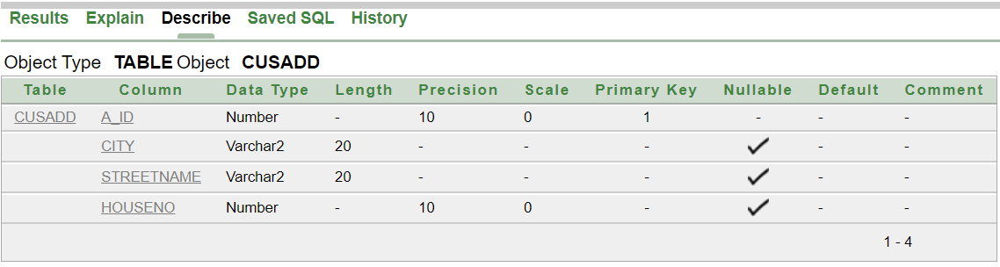 Results Explain Describe Saved SQL History
Object Type TABLE Object CUSADD
Table Column Data Type Length Precision Scale Primary Key Nullable Default Comment
CUSADD A_ID Number - 10 0 1 - - -
CITY Varchar2 20 - - - - -
STREETNAME Varchar2 20 - - - - -
HOUSENO Number - 10 0 - - -
1 - 4